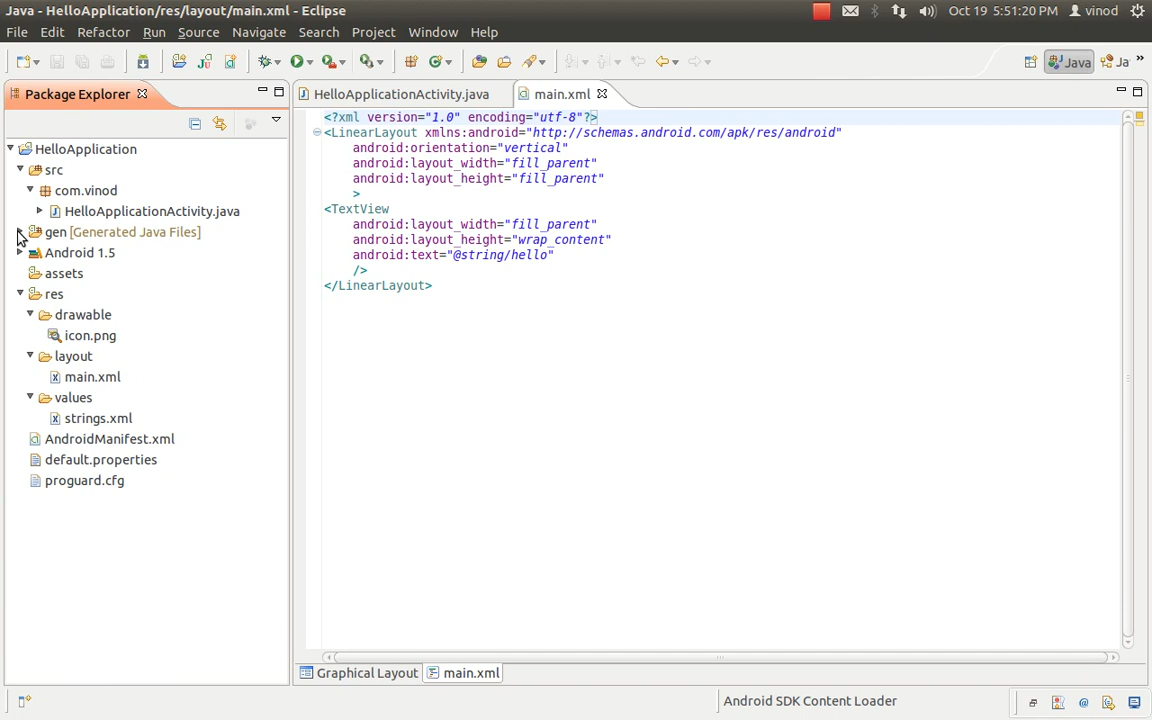 Java - HelloApplication/res/layout/main.xml - Eclipse
Oct 19 5:51:20 PM vinod
File Edit Refactor Run Source Navigate Search Project Window Help
Java Ja
Package Explorer
HelloApplicationActivity.java main.xml
HelloApplication
src
com.vinod
HelloApplicationActivity.java
gen [Generated Java Files]
Android 1.5
assets
res
drawable
icon.png
layout
main.xml
values
strings.xml
AndroidManifest.xml
default.properties
proguard.cfg
<?xml version="1.0" encoding="utf-8"?>
<LinearLayout xmlns:android="http://schemas.android.com/apk/res/android"
android:orientation="vertical"
android:layout_width="fill_parent"
android:layout_height="fill_parent"
>
<TextView
android:layout_width="fill_parent"
android:layout_height="wrap_content"
android:text="@string/hello"
/>
</LinearLayout>
Graphical Layout main.xml
Android SDK Content Loader